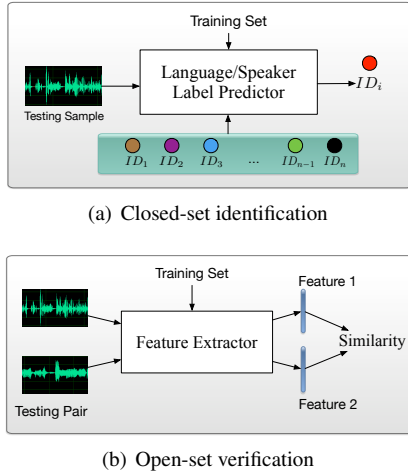 Training Set
Language/Speaker
Label Predictor
Testing Sample
ID_i
ID_1 ID_2 ID_3 ... ID_{n-1} ID_n
(a) Closed-set identification
Training Set
Feature 1
Feature Extractor
Similarity
Testing Pair
Feature 2
(b) Open-set verification